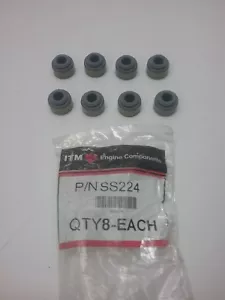 ITM Engine Components
P/N SS224
QTY8-EACH